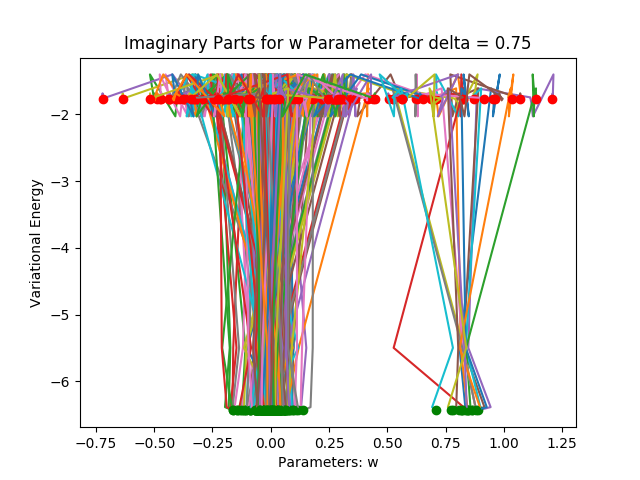 Imaginary Parts for w Parameter for delta = 0.75
Variational Energy
−2
−3
−4
−5
−6
−0.75 −0.50 −0.25 0.00 0.25 0.50 0.75 1.00 1.25
Parameters: w